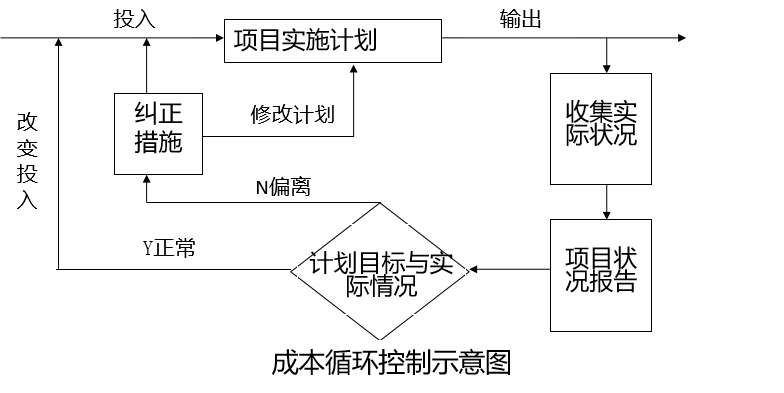 投入
项目实施计划
输出
改
变
投
入
纠正
措施
修改计划
收集实
际状况
N偏离
Y正常
计划目标与实
际情况
项目状
况报告
成本循环控制示意图